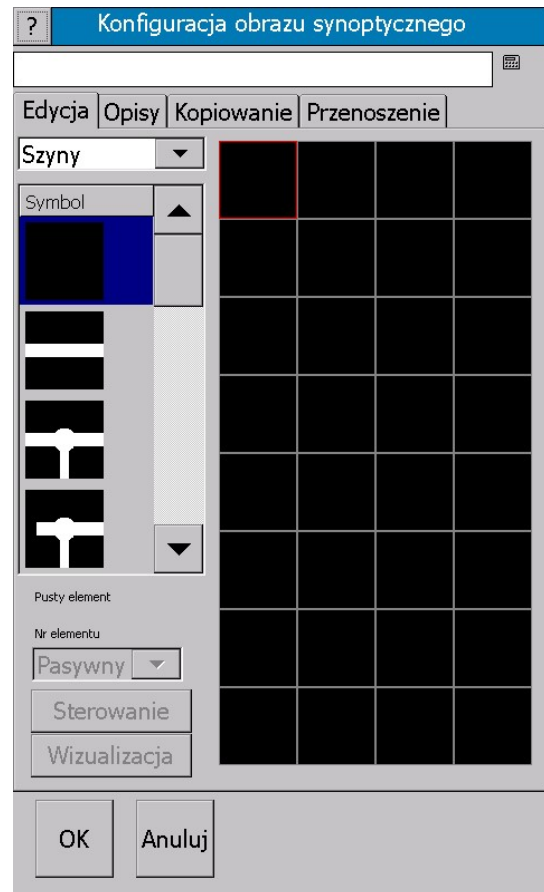 ? Konfiguracja obrazu synoptycznego
Edycja Opisy Kopiowanie Przenoszenie
Szyny
Symbol
Pusty element
Nr elementu
Pasywny
Sterowanie
Wizualizacja
OK Anuluj